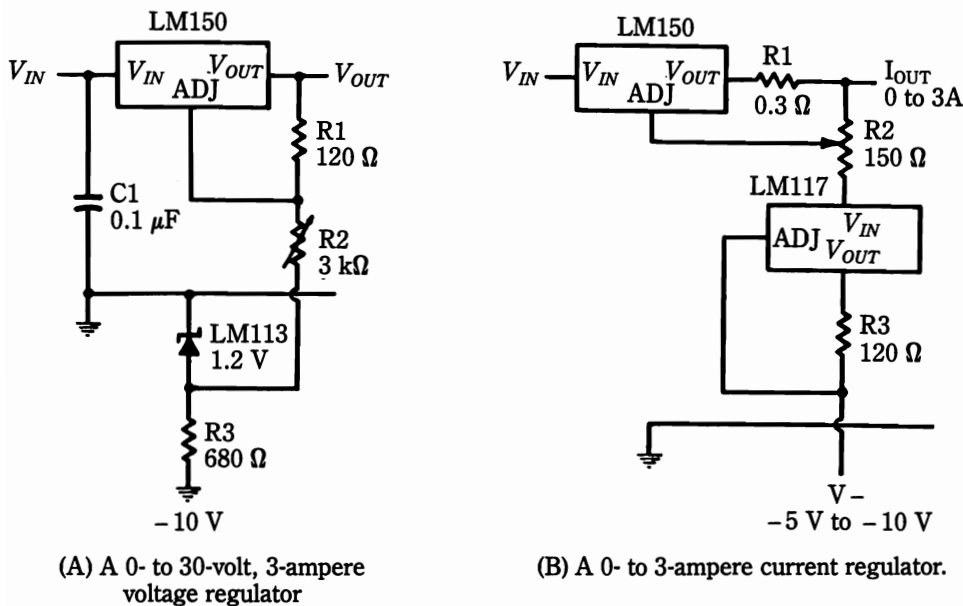 LM150
V_IN
V_IN
V_OUT
V_OUT
ADJ
R1
120 Ω
C1
0.1 μF
R2
3 kΩ
LM113
1.2 V
R3
680 Ω
–10 V
(A) A 0- to 30-volt, 3-ampere
voltage regulator
LM150
V_IN
V_IN
V_OUT
ADJ
R1
0.3 Ω
I_OUT
0 to 3A
R2
150 Ω
LM117
V_IN
ADJ
V_OUT
R3
120 Ω
V –
–5 V to –10 V
(B) A 0- to 3-ampere current regulator.